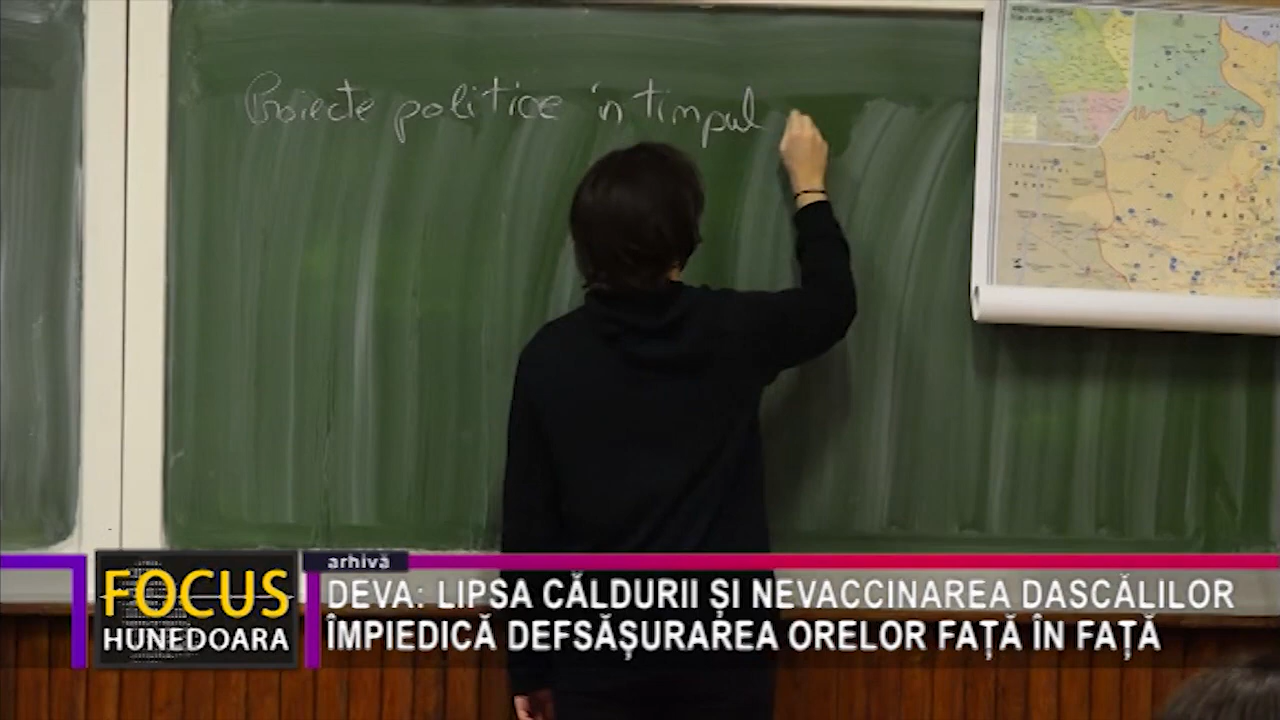 Proiecte politice în timpul
IRAN
arhivă
FOCUS
HUNEDOARA
DEVA: LIPSA CĂLDURII ȘI NEVACCINAREA DASCĂLILOR
ÎMPIEDICĂ DEFSĂȘURAREA ORELOR FAȚĂ ÎN FAȚĂ